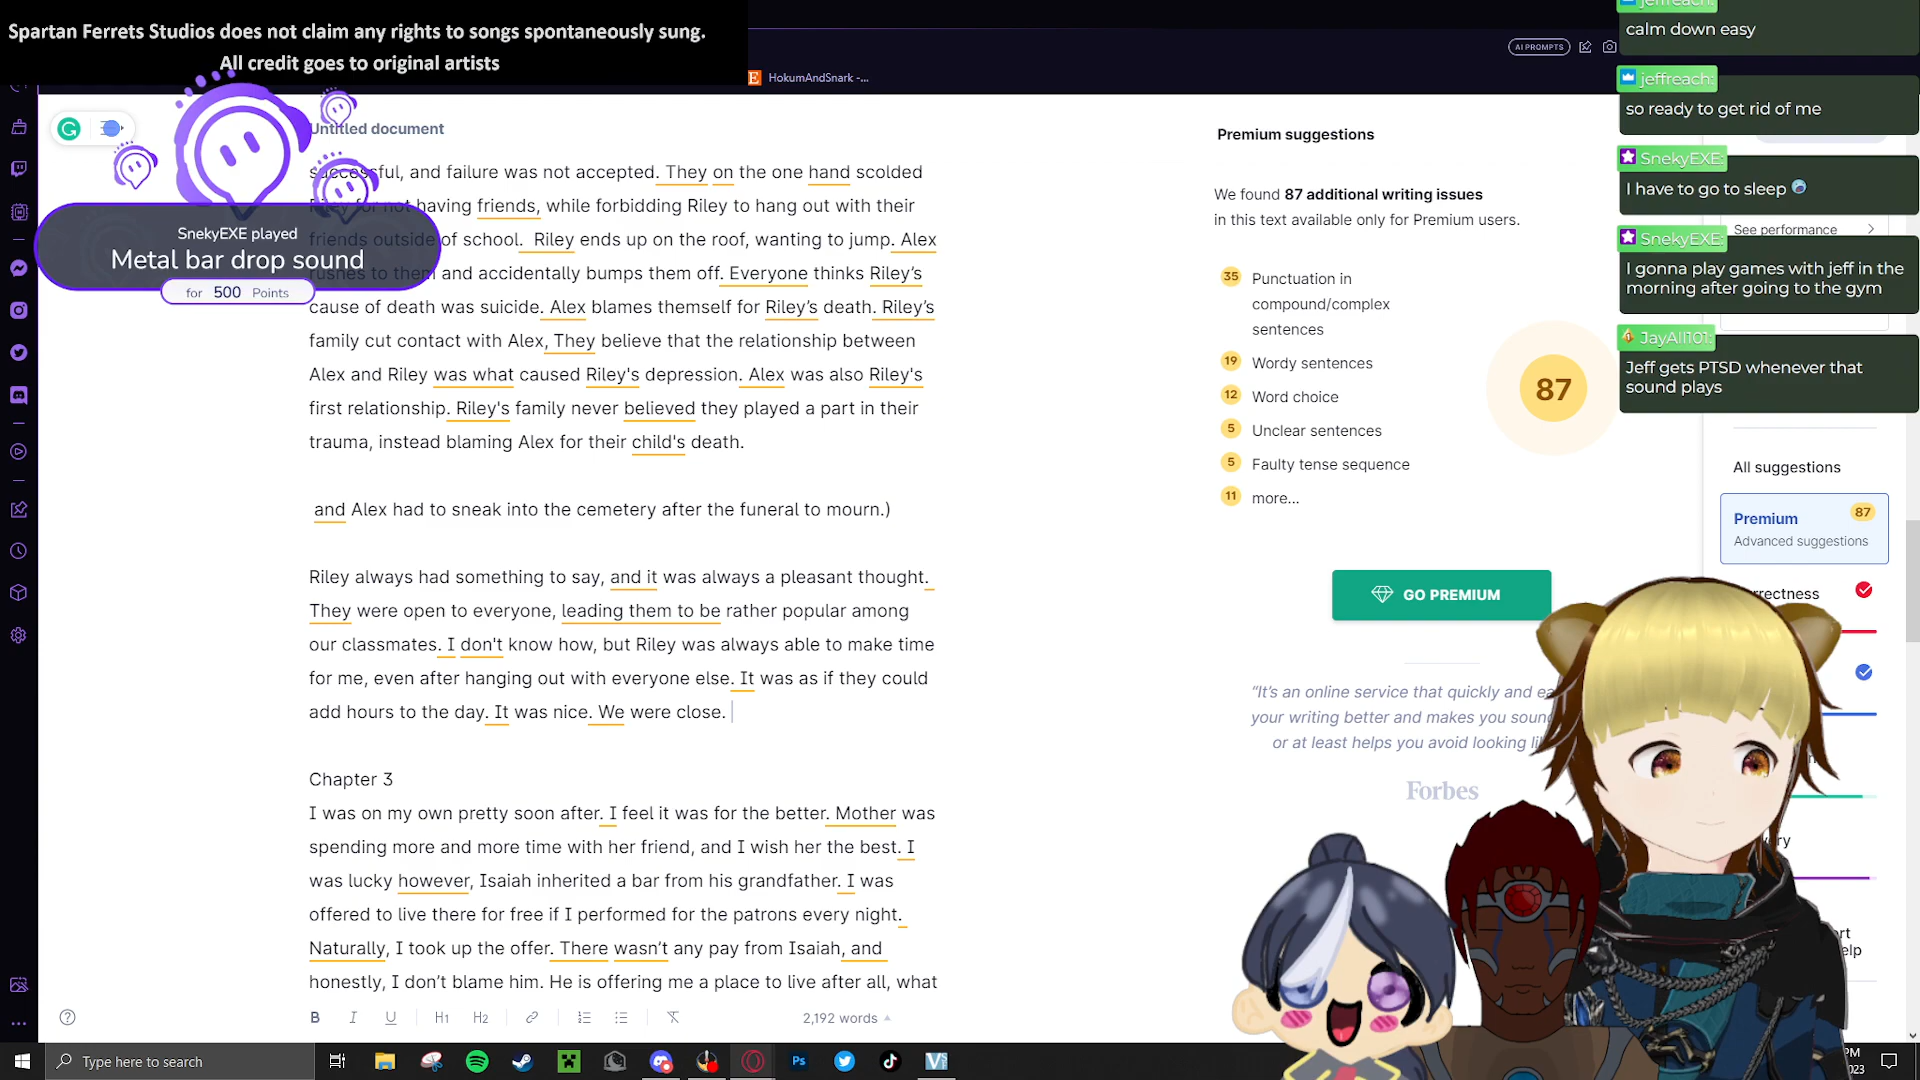 Spartan Ferrets Studios does not claim any rights to songs spontaneously sung.
All credit goes to original artists
HokumAndSnark -...
AI PROMPTS
Untitled document
successful, and failure was not accepted. They on the one hand scolded
Riley for not having friends, while forbidding Riley to hang out with their
friends outside of school. Riley ends up on the roof, wanting to jump. Alex
rushes to them and accidentally bumps them off. Everyone thinks Riley's
cause of death was suicide. Alex blames themself for Riley's death. Riley's
family cut contact with Alex, They believe that the relationship between
Alex and Riley was what caused Riley's depression. Alex was also Riley's
first relationship. Riley's family never believed they played a part in their
trauma, instead blaming Alex for their child's death.
and Alex had to sneak into the cemetery after the funeral to mourn.)
Riley always had something to say, and it was always a pleasant thought.
They were open to everyone, leading them to be rather popular among
our classmates. I don't know how, but Riley was always able to make time
for me, even after hanging out with everyone else. It was as if they could
add hours to the day. It was nice. We were close.
Chapter 3
I was on my own pretty soon after. I feel it was for the better. Mother was
spending more and more time with her friend, and I wish her the best. I
was lucky however, Isaiah inherited a bar from his grandfather. I was
offered to live there for free if I performed for the patrons every night.
Naturally, I took up the offer. There wasn't any pay from Isaiah, and
honestly, I don't blame him. He is offering me a place to live after all, what
SnekyEXE played
Metal bar drop sound
for 500 Points
B I U H1 H2
2,192 words
Premium suggestions
We found 87 additional writing issues
in this text available only for Premium users.
35 Punctuation in
compound/complex
sentences
19 Wordy sentences
12 Word choice
5 Unclear sentences
5 Faulty tense sequence
11 more...
87
GO PREMIUM
"It's an online service that quickly and
your writing better and makes you
or at least helps you avoid looking
Forbes
jeffreach:
calm down easy
jeffreach:
so ready to get rid of me
SnekyEXE:
I have to go to sleep
See performance
SnekyEXE:
I gonna play games with jeff in the
morning after going to the gym
JayAll101:
Jeff gets PTSD whenever that
sound plays
All suggestions
Premium 87
Advanced suggestions
Type here to search
Ps